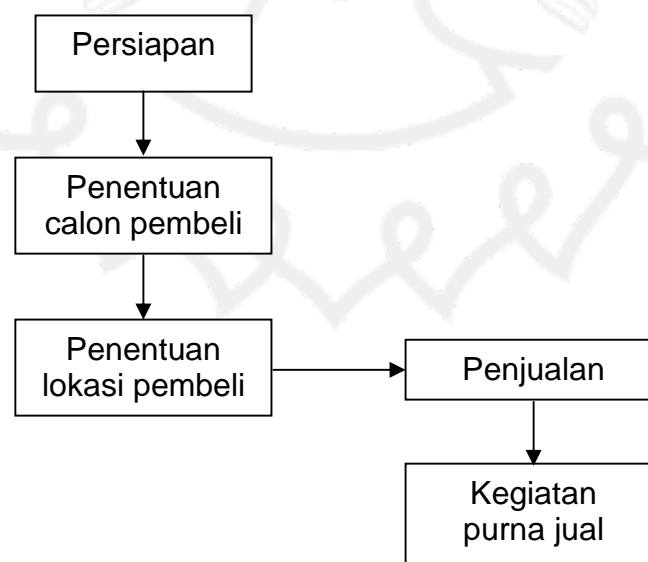 Persiapan
Penentuan
calon pembeli
Penentuan
lokasi pembeli
Penjualan
Kegiatan
purna jual